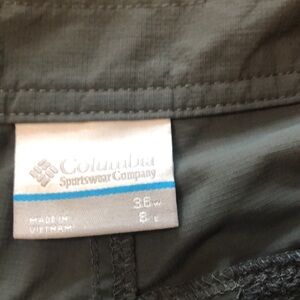 Columbia
Sportswear Company
36 W
MADE IN
VIETNAM